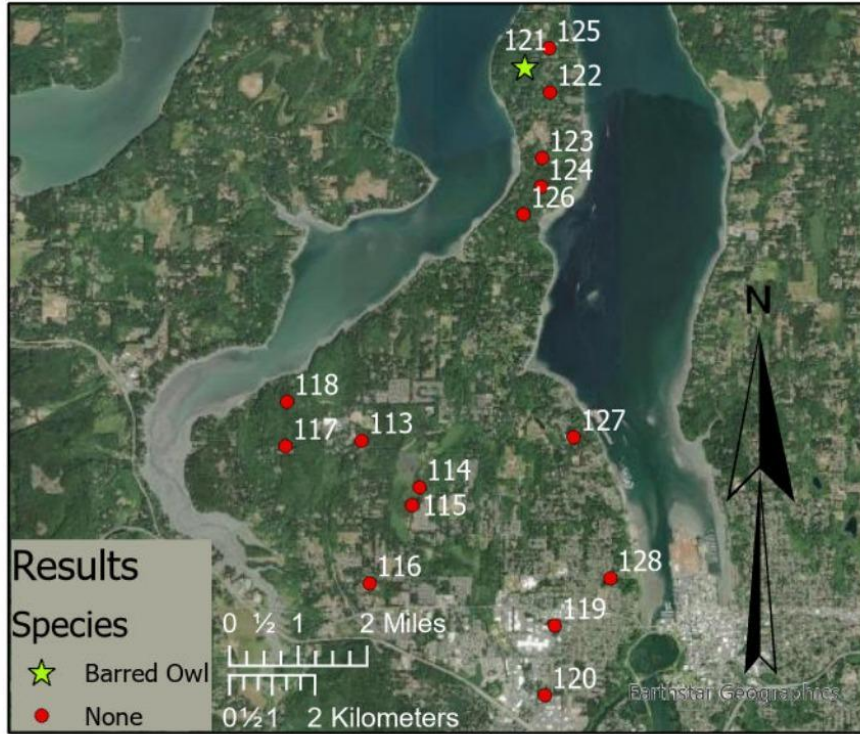 121
125
122
123
124
126
N
118
113
127
117
114
115
116
128
119
120
Results
Species
Barred Owl
None
0 ½ 1 2 Miles
0½1 2 Kilometers
Earthstar Geographics